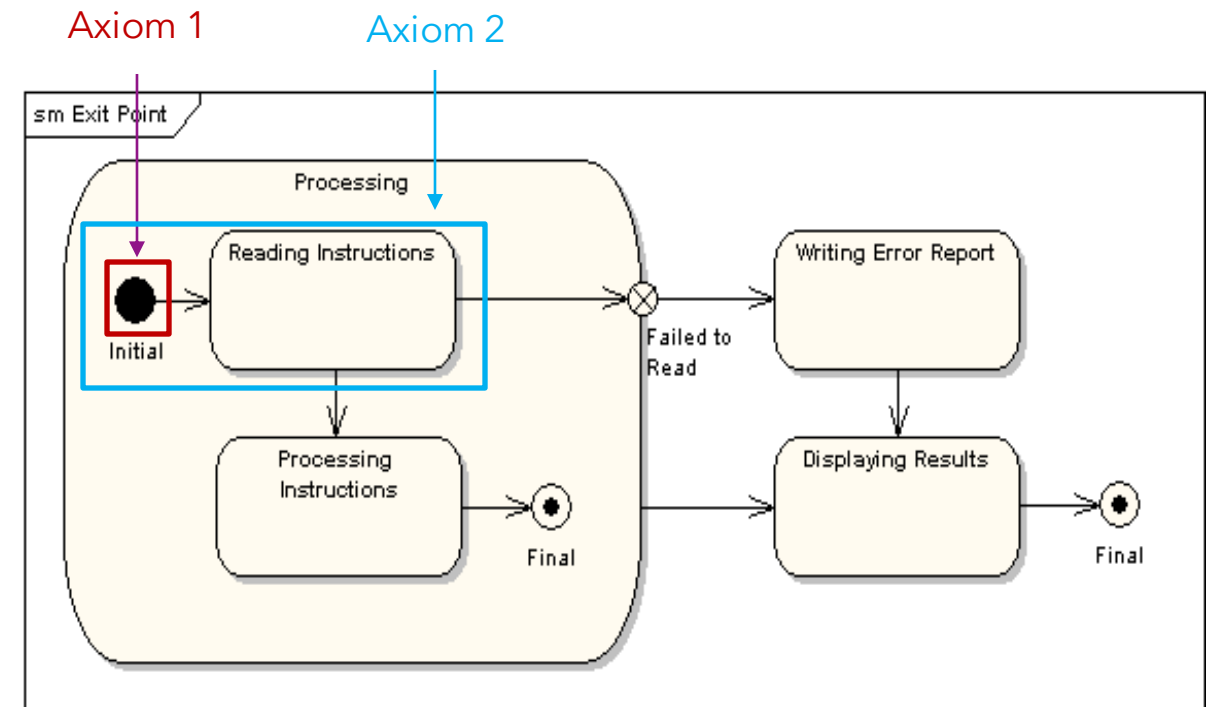 Axiom 1
Axiom 2
sm Exit Point
Processing
Reading Instructions
Writing Error Report
Initial
Failed to
Read
Processing
Instructions
Displaying Results
Final
Final